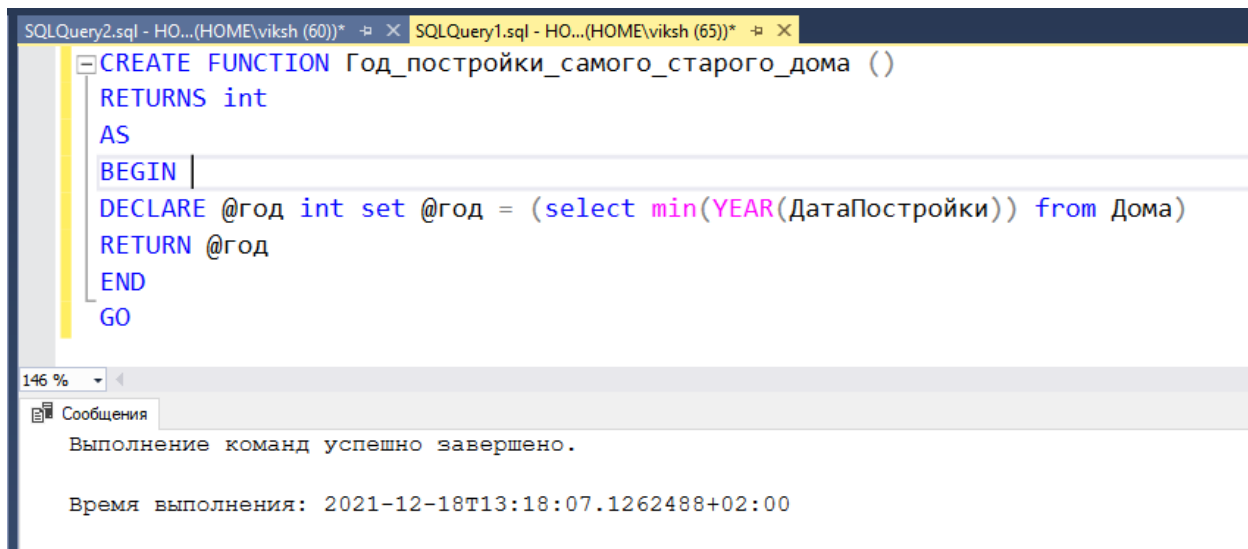 SQLQuery2.sql - HO...(HOME\viksh (60))* SQLQuery1.sql - HO...(HOME\viksh (65))*
CREATE FUNCTION Год_постройки_самого_старого_дома ()
RETURNS int
AS
BEGIN
DECLARE @год int set @год = (select min(YEAR(ДатаПостройки)) from Дома)
RETURN @год
END
GO
146 %
Сообщения
Выполнение команд успешно завершено.
Время выполнения: 2021-12-18T13:18:07.1262488+02:00